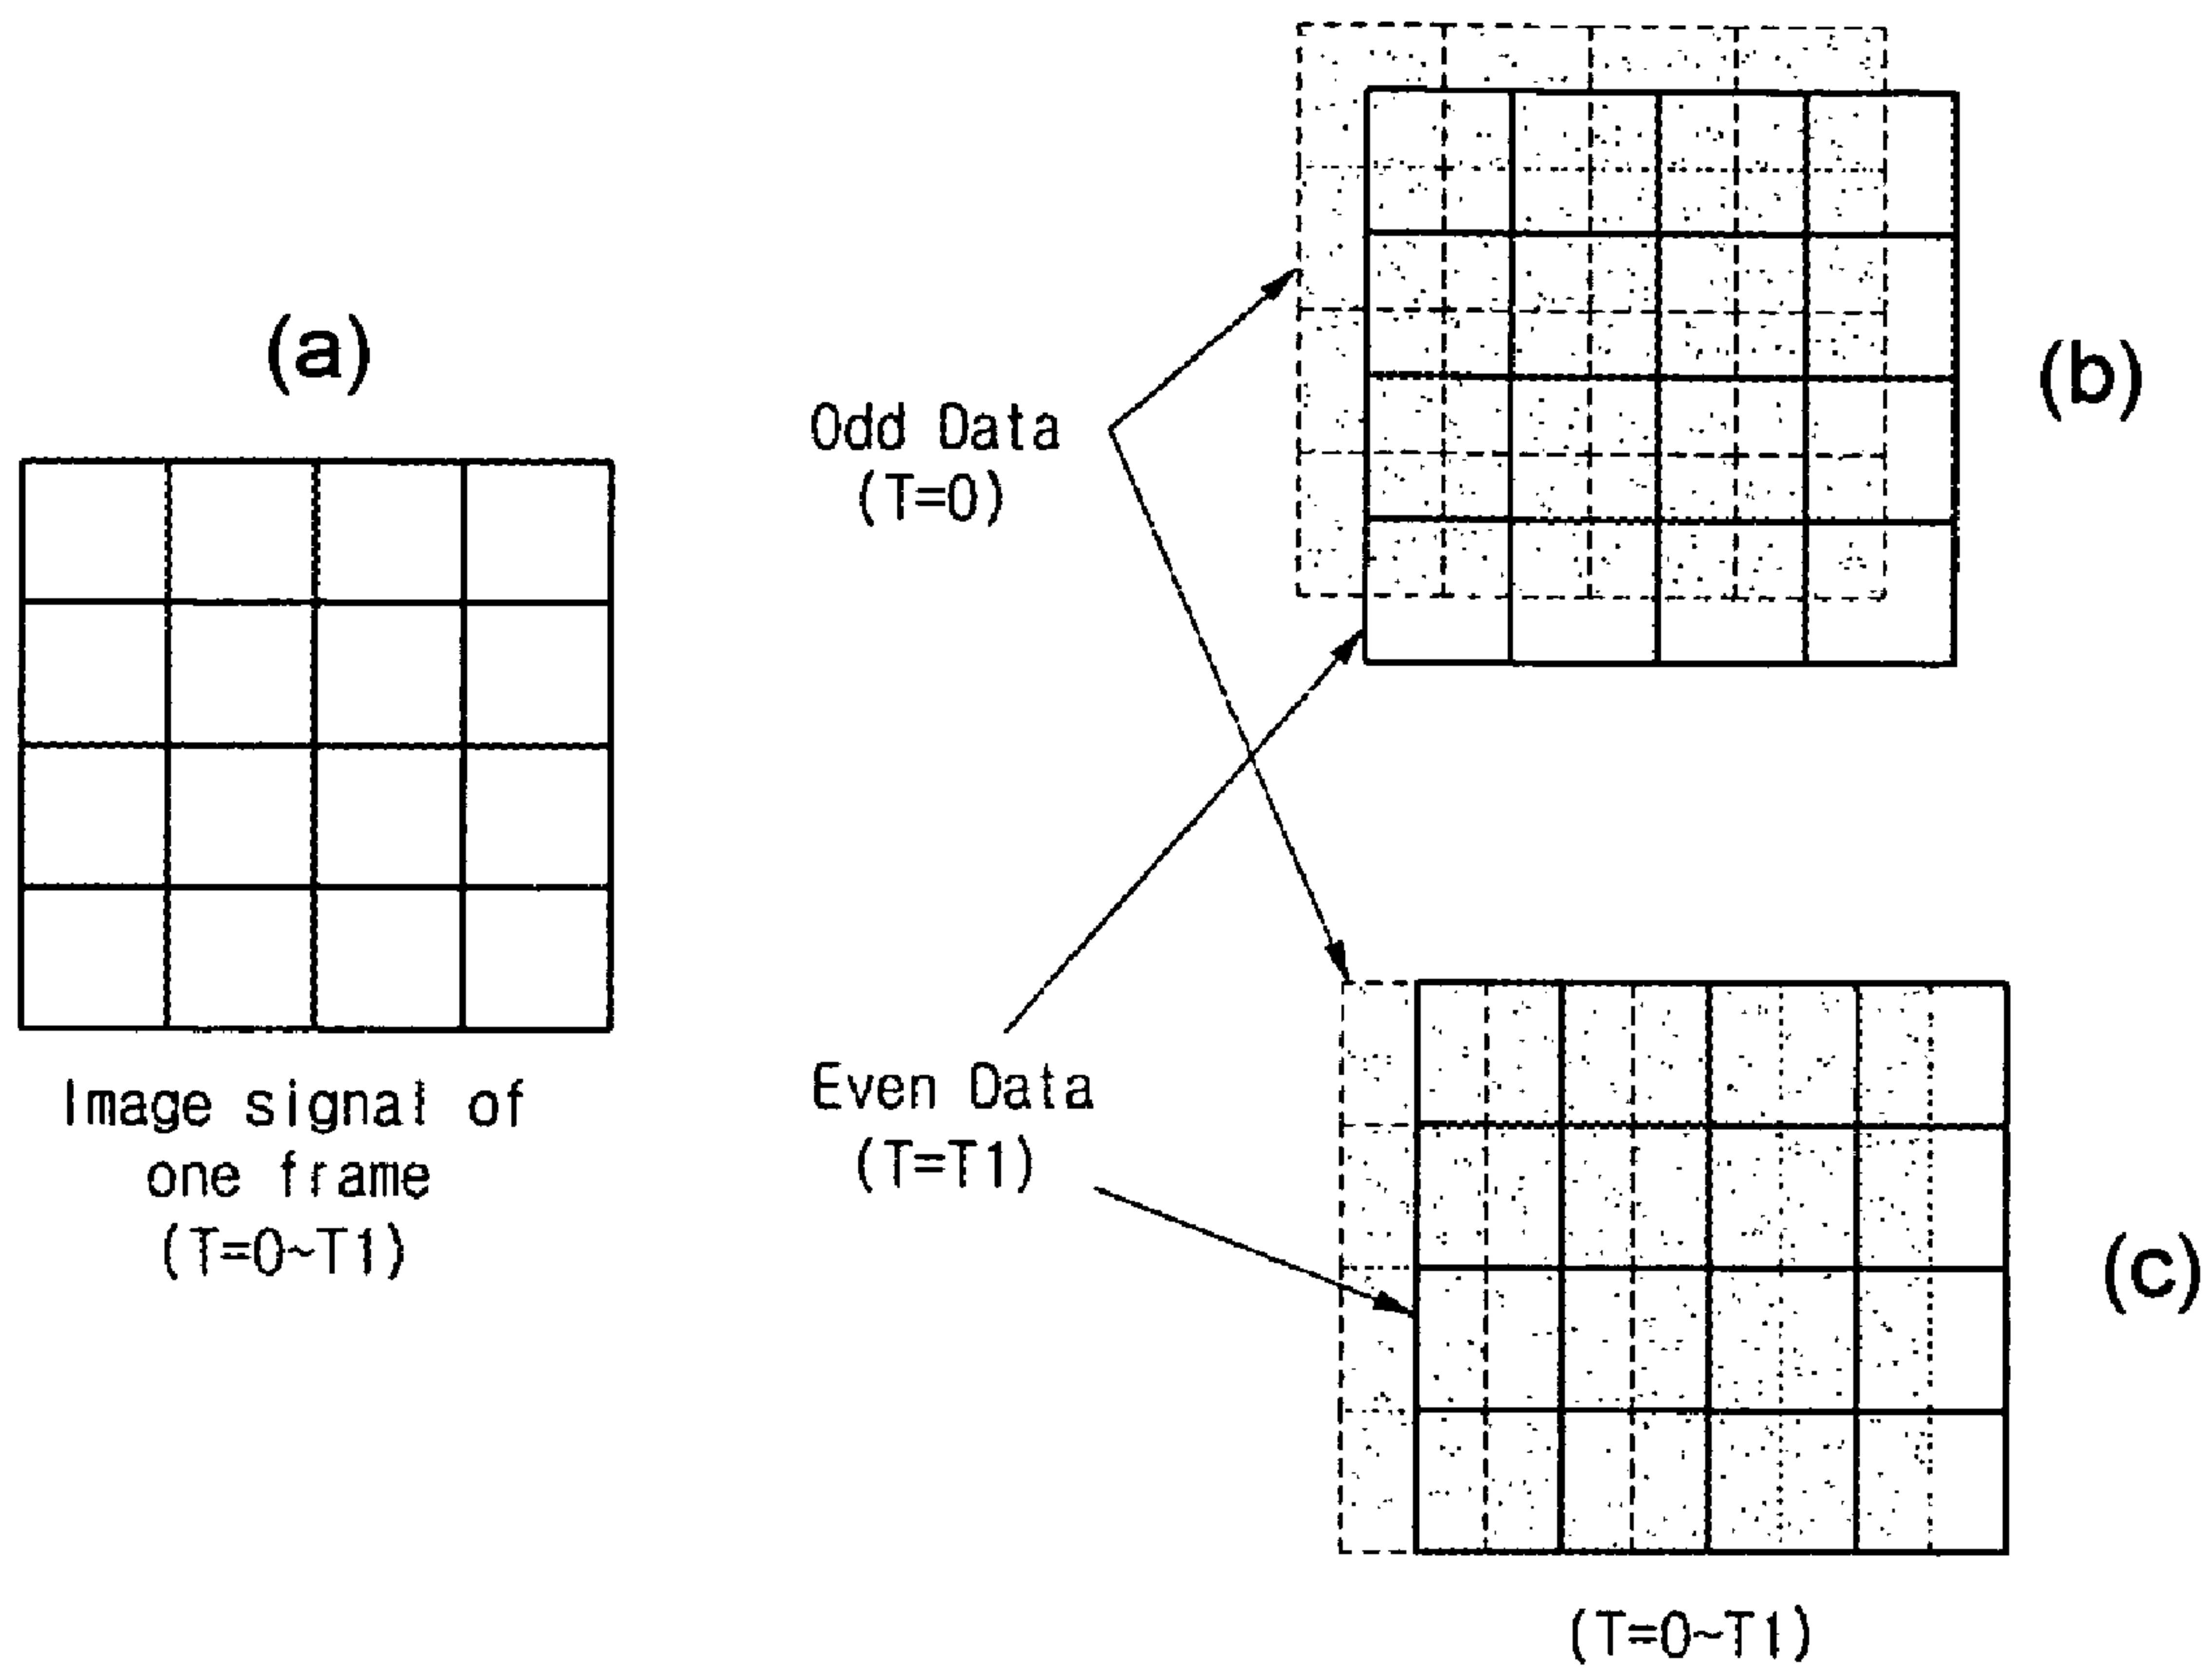 (a)
Image signal of
one frame
(T=0~T1)
Odd Data
(T=0)
Even Data
(T=T1)
(b)
(c)
(T=0~T1)